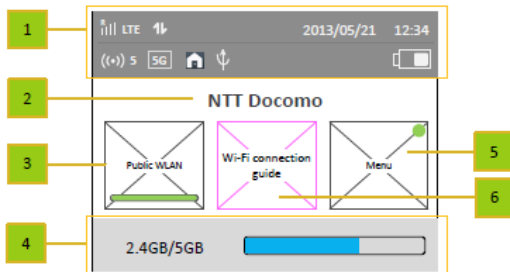 1
R LTE 2013/05/21 12:34
((•)) 5 5G
2
NTT Docomo
3
Public WLAN
Wi-Fi connection
guide
Menu
5
6
4
2.4GB/5GB